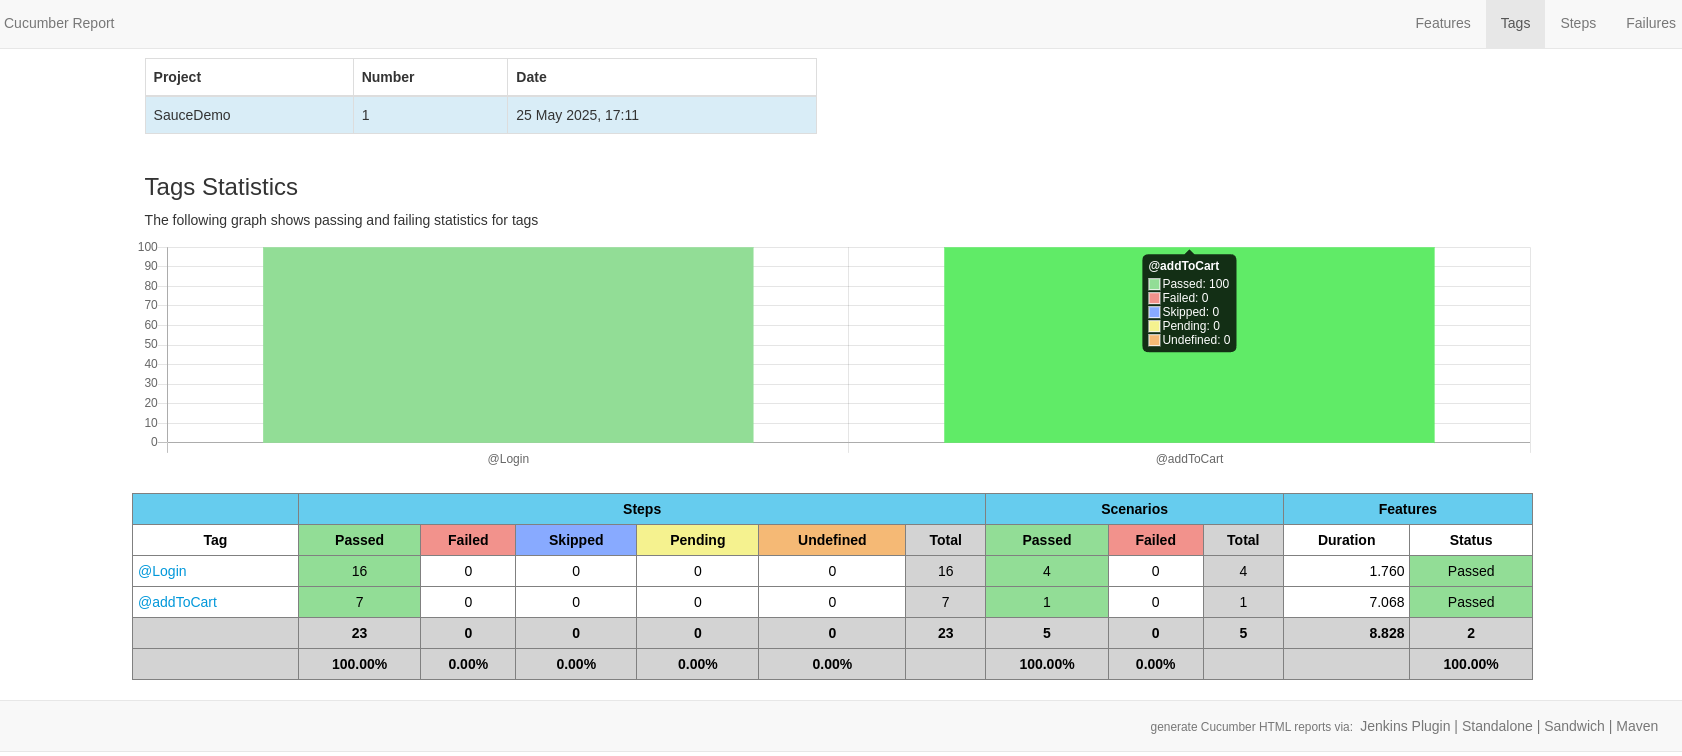 Cucumber Report Features Tags Steps Failures
Project Number Date
SauceDemo 1 25 May 2025, 17:11
Tags Statistics
The following graph shows passing and failing statistics for tags
100
90
80
70
60
50
40
30
20
10
0
@addToCart
Passed: 100
Failed: 0
Skipped: 0
Pending: 0
Undefined: 0
@Login @addToCart
Steps Scenarios Features
Tag Passed Failed Skipped Pending Undefined Total Passed Failed Total Duration Status
@Login 16 0 0 0 0 16 4 0 4 1.760 Passed
@addToCart 7 0 0 0 0 7 1 0 1 7.068 Passed
23 0 0 0 0 23 5 0 5 8.828 2
100.00% 0.00% 0.00% 0.00% 0.00% 100.00% 0.00% 100.00%
generate Cucumber HTML reports via: Jenkins Plugin | Standalone | Sandwich | Maven